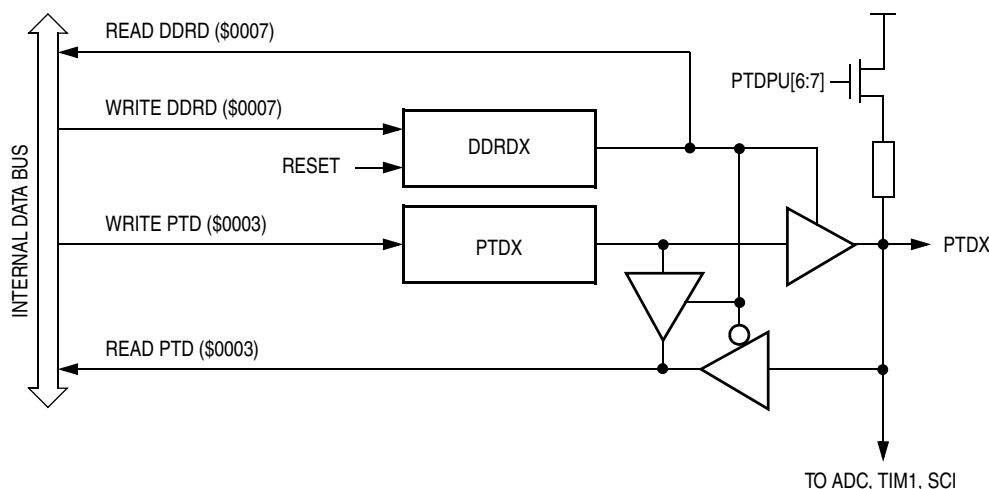 READ DDRD ($0007)
PTDPU[6:7]
WRITE DDRD ($0007)
DDRDX
RESET
INTERNAL DATA BUS
WRITE PTD ($0003)
PTDX
PTDX
READ PTD ($0003)
TO ADC, TIM1, SCI